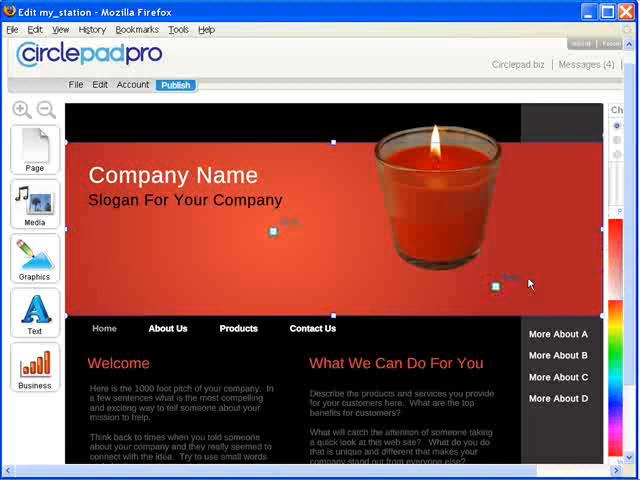 Edit my_station - Mozilla Firefox
File Edit View History Bookmarks Tools Help
circlepadpro
Circlepad.biz | Messages (4)
File Edit Account Publish
Page
Media
Graphics
Text
Business
Company Name
Slogan For Your Company
Home About Us Products Contact Us
More About A
More About B
More About C
More About D
Welcome
Here is the 1000 foot pitch of your company. In
a few sentences what is the most compelling
and exciting way to tell someone about your
mission to help.
Think back to times when you told someone
about your company and they really seemed to
connect with the idea. Try to use small words
What We Can Do For You
Describe the products and services you provide
for your customers here. What are the top
benefits for customers?
What will catch the attention of someone taking
a quick look at this web site? What do you do
that is unique and different that makes your
company stand out from everyone else?
Ch